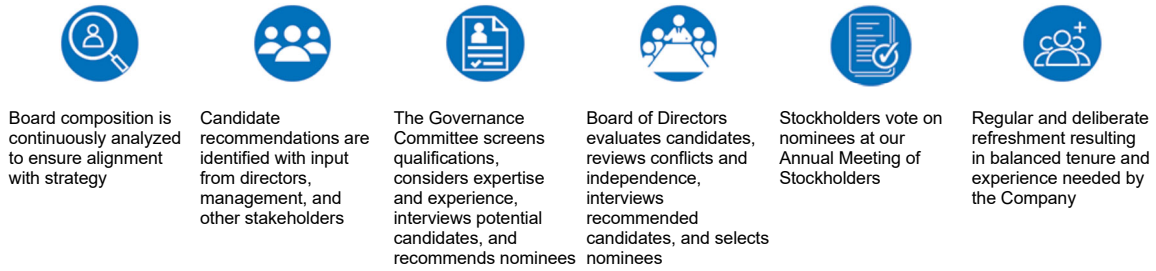 Board composition is
continuously analyzed
to ensure alignment
with strategy
Candidate
recommendations are
identified with input
from directors,
management, and
other stakeholders
The Governance
Committee screens
qualifications,
considers expertise
and experience,
interviews potential
candidates, and
recommends nominees
Board of Directors
evaluates candidates,
reviews conflicts and
independence,
interviews
recommended
candidates, and selects
nominees
Stockholders vote on
nominees at our
Annual Meeting of
Stockholders
Regular and deliberate
refreshment resulting
in balanced tenure and
experience needed by
the Company